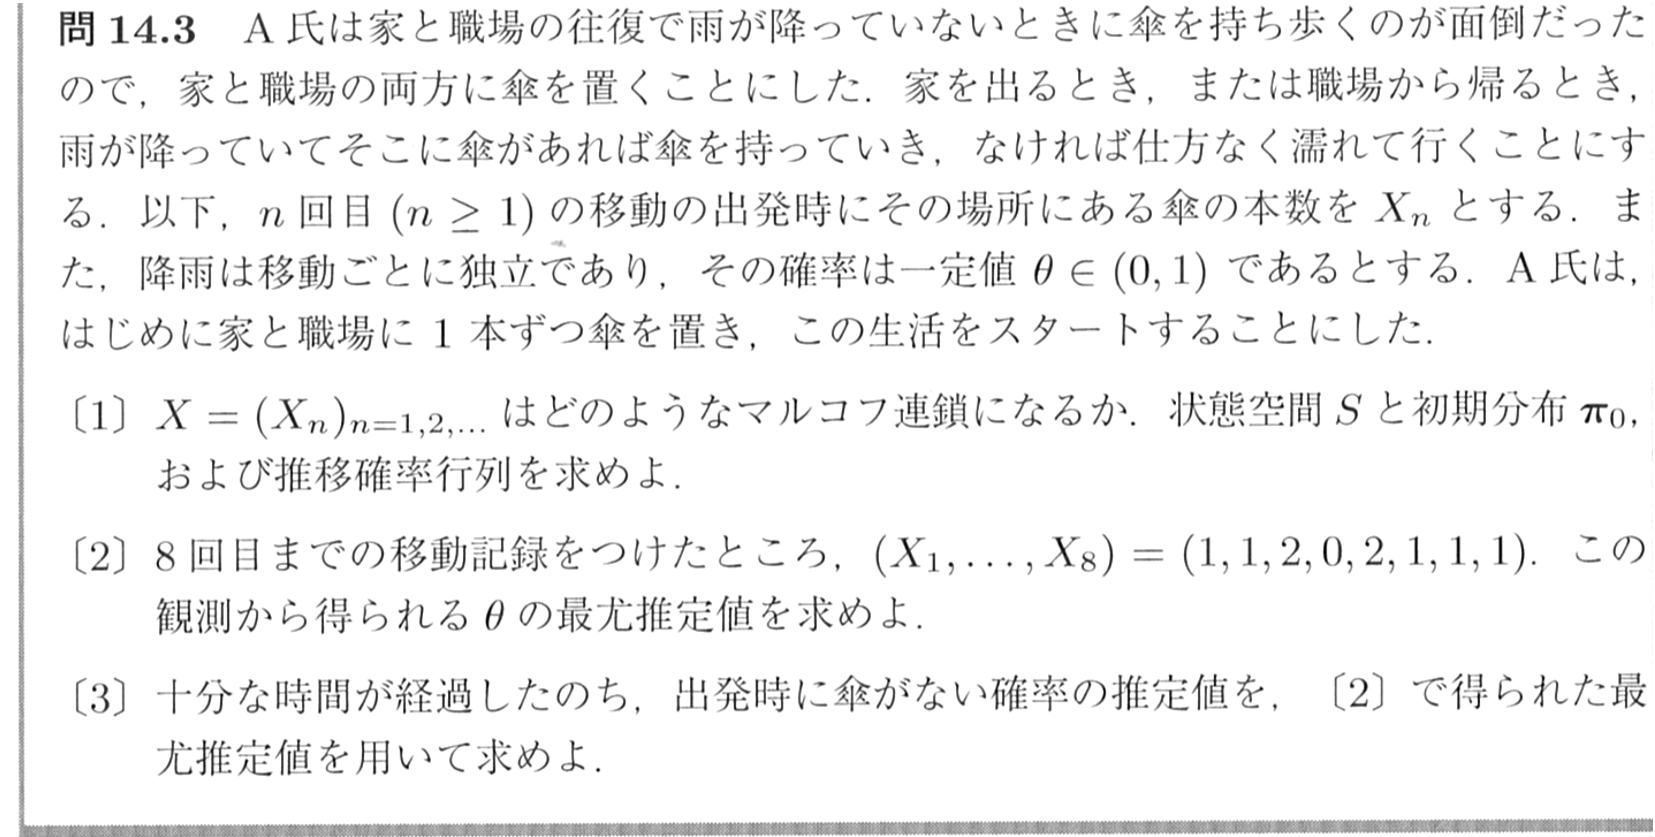 問 14.3 A 氏は家と職場の往復で雨が降っていないときに傘を持ち歩くのが面倒だった
ので，家と職場の両方に傘を置くことにした．家を出るとき，または職場から帰るとき，
雨が降っていてそこに傘があれば傘を持っていき，なければ仕方なく濡れて行くことにす
る．以下，n 回目 (n ≥ 1) の移動の出発時にその場所にある傘の本数を Xₙ とする．ま
た，降雨は移動ごとに独立であり，その確率は一定値 θ ∈ (0, 1) であるとする．A 氏は，
はじめに家と職場に 1 本ずつ傘を置き，この生活をスタートすることにした．
〔1〕 X = (Xₙ)ₙ₌₁,₂,… はどのようなマルコフ連鎖になるか．状態空間 S と初期分布 π₀，
および推移確率行列を求めよ．
〔2〕 8 回目までの移動記録をつけたところ，(X₁, . . . , X₈) = (1, 1, 2, 0, 2, 1, 1, 1)．この
観測から得られる θ の最尤推定値を求めよ．
〔3〕 十分な時間が経過したのち，出発時に傘がない確率の推定値を，〔2〕で得られた最
尤推定値を用いて求めよ．